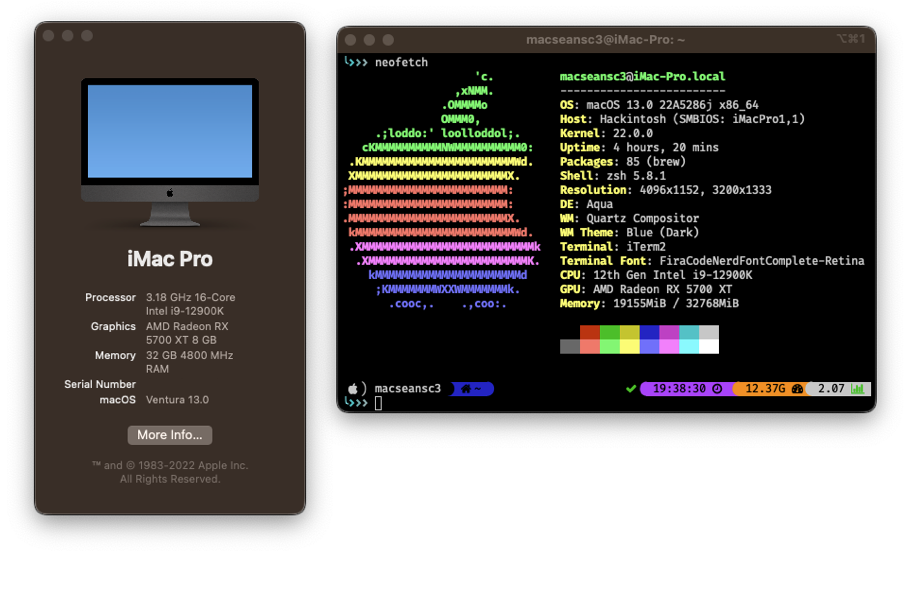 iMac Pro
Processor 3.18 GHz 16-Core
Intel i9-12900K
Graphics AMD Radeon RX
5700 XT 8 GB
Memory 32 GB 4800 MHz
RAM
Serial Number
macOS Ventura 13.0
More Info...
™ and © 1983-2022 Apple Inc.
All Rights Reserved.
macseansc3@iMac-Pro: ~
⌥⌘1
>>> neofetch
'c.
,xNMM.
.OMMMMo
OMMM0,
.;loddo:' loolloddol;.
cKMMMMMMMMMMNWMMMMMMMMMM0:
.KMMMMMMMMMMMMMMMMMMMMMMMWd.
XMMMMMMMMMMMMMMMMMMMMMMMX.
;MMMMMMMMMMMMMMMMMMMMMMMM:
:MMMMMMMMMMMMMMMMMMMMMMMM:
.MMMMMMMMMMMMMMMMMMMMMMMMX.
kMMMMMMMMMMMMMMMMMMMMMMMMWd.
.XMMMMMMMMMMMMMMMMMMMMMMMMMMk
.XMMMMMMMMMMMMMMMMMMMMMMMMK.
kMMMMMMMMMMMMMMMMMMMMMMd
;KMMMMMMMWXXWMMMMMMMk.
.cooc,. .,coo:.
macseansc3@iMac-Pro.local
-------------------------
OS: macOS 13.0 22A5286j x86_64
Host: Hackintosh (SMBIOS: iMacPro1,1)
Kernel: 22.0.0
Uptime: 4 hours, 20 mins
Packages: 85 (brew)
Shell: zsh 5.8.1
Resolution: 4096x1152, 3200x1333
DE: Aqua
WM: Quartz Compositor
WM Theme: Blue (Dark)
Terminal: iTerm2
Terminal Font: FiraCodeNerdFontComplete-Retina
CPU: 12th Gen Intel i9-12900K
GPU: AMD Radeon RX 5700 XT
Memory: 19155MiB / 32768MiB
) macseansc3 ~ ✔ 19:38:30 12.37G 2.07
>>>